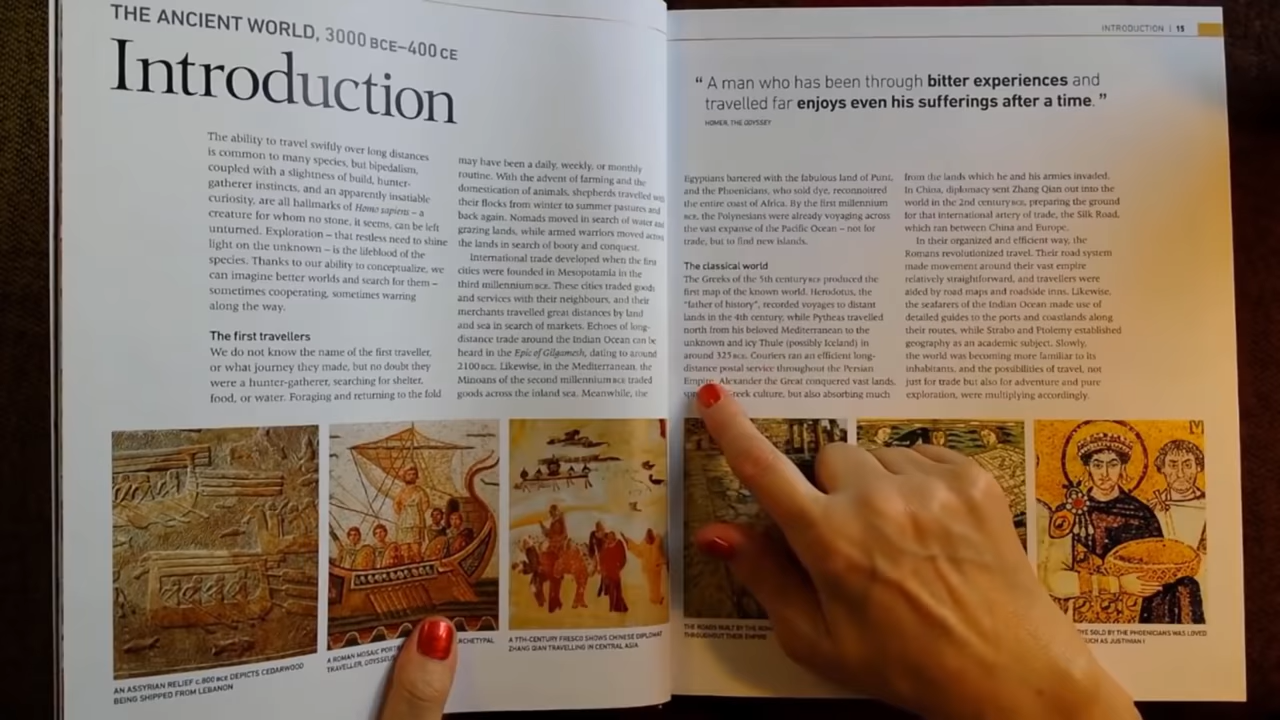 THE ANCIENT WORLD, 3000 BCE–400 CE
Introduction
The ability to travel swiftly over long distances
is common to many species, but bipedalism,
coupled with a slightness of build, hunter-
gatherer instincts, and an apparently insatiable
curiosity, are all hallmarks of Homo sapiens – a
creature for whom no stone, it seems, can be left
unturned. Exploration – that restless need to shine
light on the unknown – is the lifeblood of the
species. Thanks to our ability to conceptualize, we
can imagine better worlds and search for them –
sometimes cooperating, sometimes warring
along the way.
The first travellers
We do not know the name of the first traveller,
or what journey they made, but no doubt they
were a hunter-gatherer, searching for shelter,
food, or water. Foraging and returning to the fold
may have been a daily, weekly, or monthly
routine. With the advent of farming and the
domestication of animals, shepherds travelled with
their flocks from winter to summer pastures and
back again. Nomads moved in search of water and
grazing lands, while armed warriors moved across
the lands in search of booty and conquest.
International trade developed when the first
cities were founded in Mesopotamia in the
third millennium BCE. These cities traded goods
and services with their neighbours, and their
merchants travelled great distances by land
and sea in search of markets. Echoes of long-
distance trade around the Indian Ocean can be
heard in the Epic of Gilgamesh, dating to around
2100 BCE. Likewise, in the Mediterranean, the
Minoans of the second millennium BCE traded
goods across the inland sea. Meanwhile, the
AN ASSYRIAN RELIEF c.800 BCE DEPICTS CEDARWOOD
BEING SHIPPED FROM LEBANON
A ROMAN MOSAIC ARCHETYPAL
TRAVELLER, ODYSSEUS
A 7TH-CENTURY FRESCO SHOWS CHINESE DIPLOMAT
ZHANG QIAN TRAVELLING IN CENTRAL ASIA
INTRODUCTION | 15
“ A man who has been through bitter experiences and
travelled far enjoys even his sufferings after a time. ”
HOMER, THE ODYSSEY
Egyptians bartered with the fabulous land of Punt,
and the Phoenicians, who sold dye, reconnoitred
the entire coast of Africa. By the first millennium
BCE, the Polynesians were already voyaging across
the vast expanse of the Pacific Ocean – not for
trade, but to find new islands.
The classical world
The Greeks of the 5th century BCE produced the
first map of the known world. Herodotus, the
“father of history”, recorded voyages to distant
lands in the 4th century, while Pytheas travelled
north from his beloved Mediterranean to the
unknown and icy Thule (possibly Iceland) in
around 325 BCE. Couriers ran an efficient long-
distance postal service throughout the Persian
Empire. Alexander the Great conquered vast lands,
Greek culture, but also absorbing much
from the lands which he and his armies invaded.
In China, diplomacy sent Zhang Qian out into the
world in the 2nd century BCE, preparing the ground
for that international artery of trade, the Silk Road,
which ran between China and Europe.
In their organized and efficient way, the
Romans revolutionized travel. Their road system
made movement around their vast empire
relatively straightforward, and travellers were
aided by road maps and roadside inns. Likewise,
the seafarers of the Indian Ocean made use of
detailed guides to the ports and coastlands along
their routes, while Strabo and Ptolemy established
geography as an academic subject. Slowly,
the world was becoming more familiar to its
inhabitants, and the possibilities of travel, not
just for trade but also for adventure and pure
exploration, were multiplying accordingly.
THE ROADS BUILT BY THE
THROUGHOUT THEIR EMPIRE
SOLD BY THE PHOENICIANS WAS LOVED
SUCH AS JUSTINIAN I